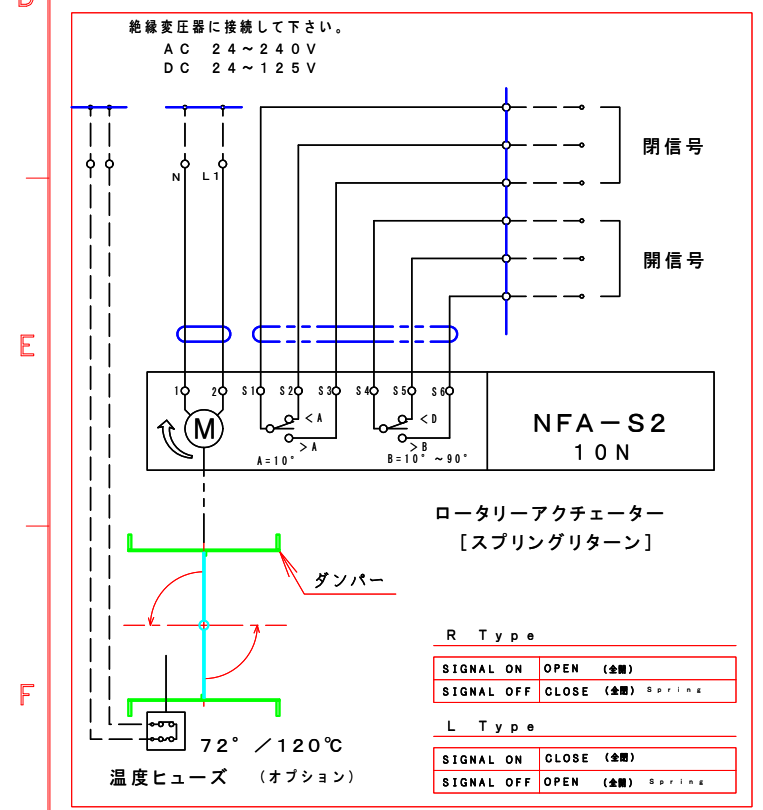 D
絶縁変圧器に接続して下さい。
AC 24~240V
DC 24~125V
閉信号
N L1
開信号
E
1 2 S1 S2 S3 S4 S5 S6
M
<A
>A
A=10°
<D
>B
B=10° ~90°
NFA-S2
10N
ロータリーアクチェーター
[スプリングリターン]
ダンパー
R Type
SIGNAL ON OPEN (全開)
SIGNAL OFF CLOSE (全閉) Spring
F
L Type
SIGNAL ON CLOSE (全閉)
SIGNAL OFF OPEN (全開) Spring
72° /120℃
温度ヒューズ (オプション)